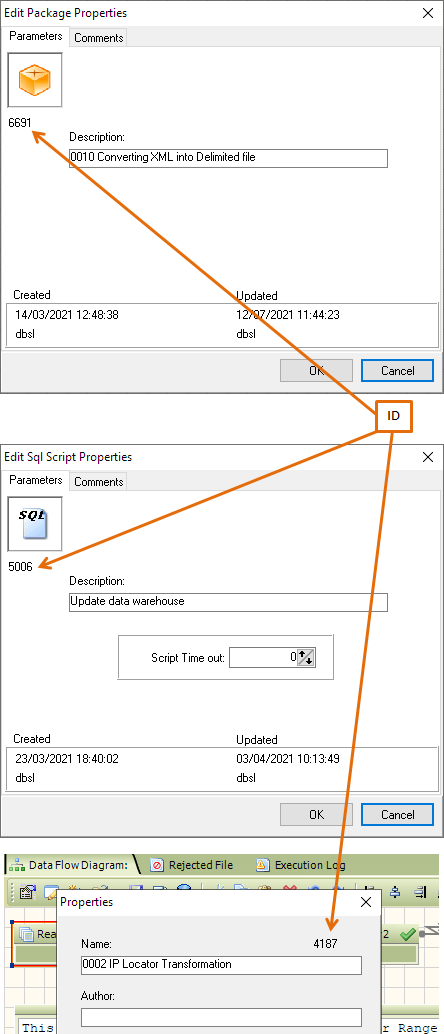 Edit Package Properties
Parameters Comments
6691
Description:
0010 Converting XML into Delimited file
Created Updated
14/03/2021 12:48:38 12/07/2021 11:44:23
dbsl dbsl
OK Cancel
ID
Edit Sql Script Properties
Parameters Comments
SQL
5006
Description:
Update data warehouse
Script Time out: 0
Created Updated
23/03/2021 18:40:02 03/04/2021 10:13:49
dbsl dbsl
OK Cancel
Data Flow Diagram: Rejected File Execution Log
Properties
Rea 2
Name: 4187
0002 IP Locator Transformation
Author:
This r Range